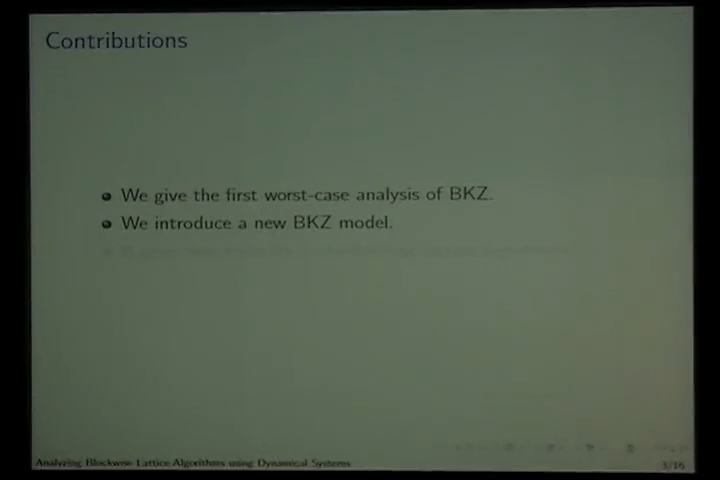 Contributions
We give the first worst-case analysis of BKZ.
We introduce a new BKZ model.
Analyzing Blockwise Lattice Algorithms using Dynamical Systems
3/16